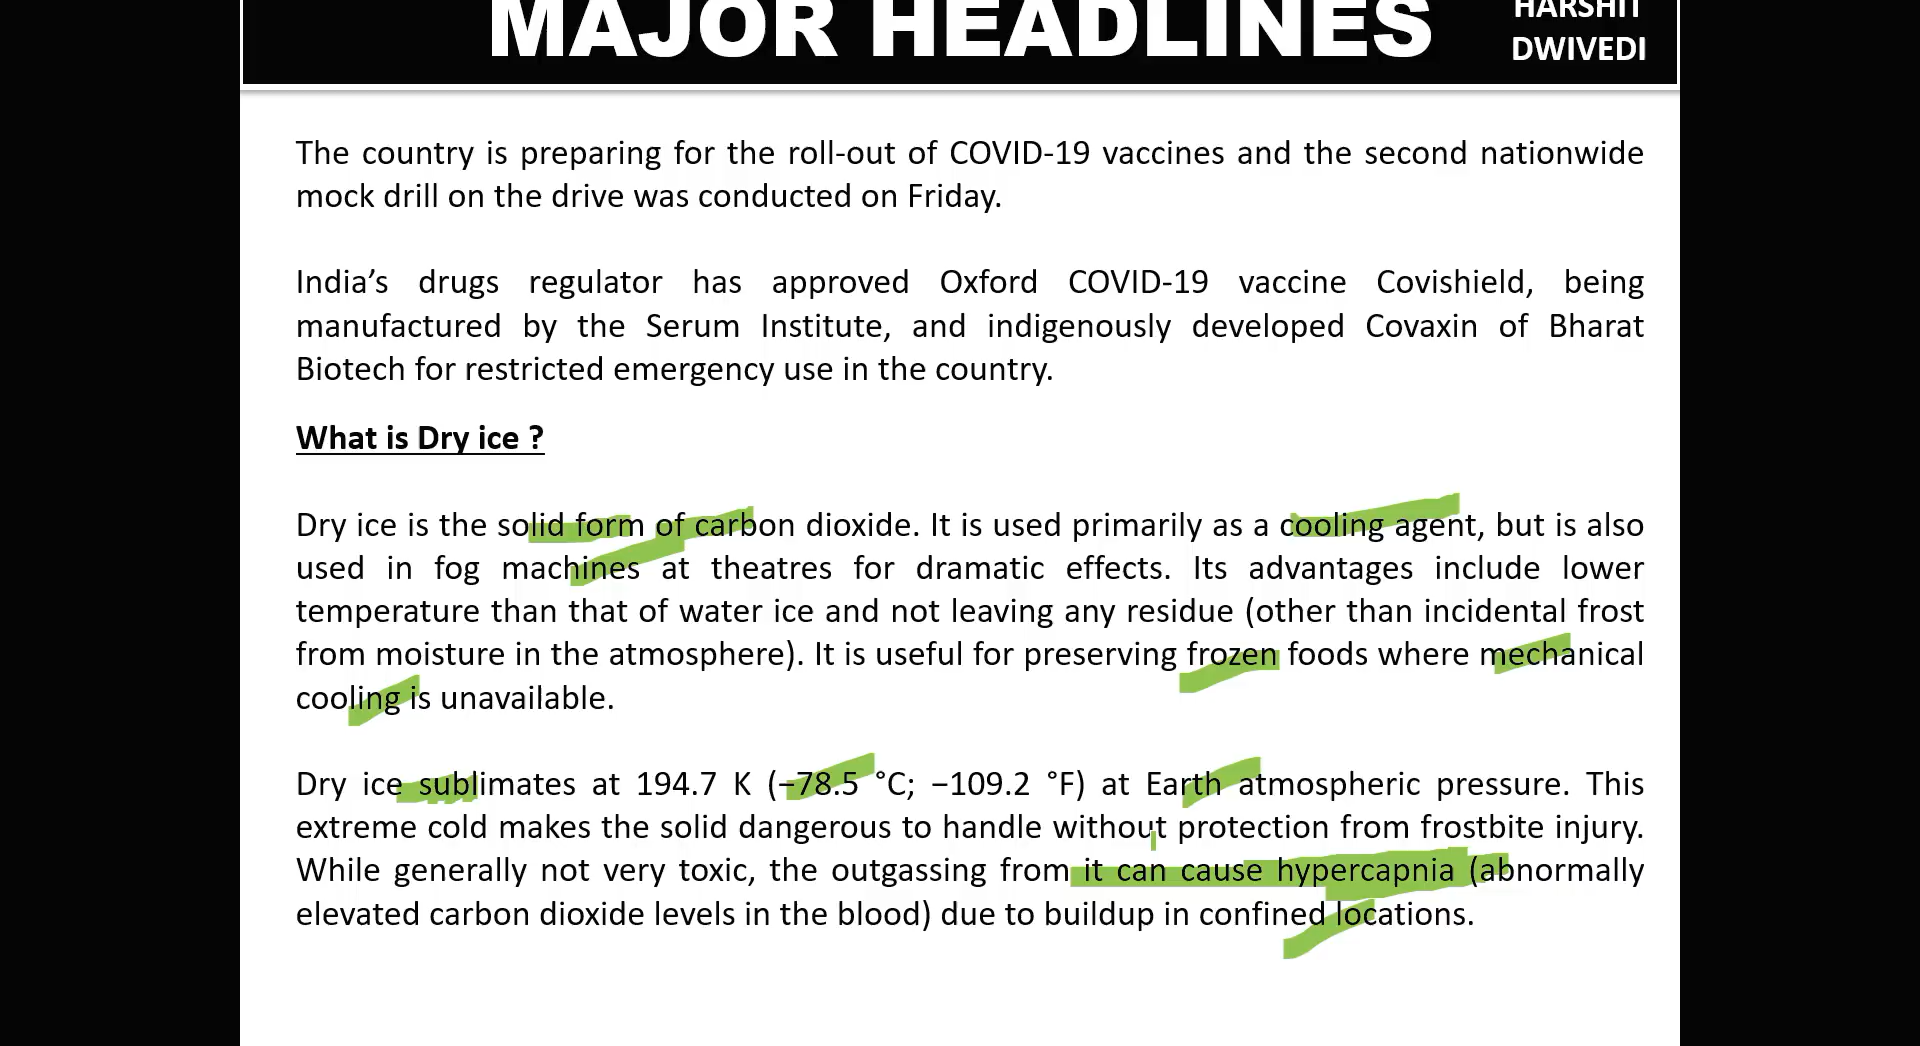 MAJOR HEADLINES
HARSHIT
DWIVEDI
The country is preparing for the roll-out of COVID-19 vaccines and the second nationwide
mock drill on the drive was conducted on Friday.
India’s drugs regulator has approved Oxford COVID-19 vaccine Covishield, being
manufactured by the Serum Institute, and indigenously developed Covaxin of Bharat
Biotech for restricted emergency use in the country.
What is Dry ice ?
Dry ice is the solid form of carbon dioxide. It is used primarily as a cooling agent, but is also
used in fog machines at theatres for dramatic effects. Its advantages include lower
temperature than that of water ice and not leaving any residue (other than incidental frost
from moisture in the atmosphere). It is useful for preserving frozen foods where mechanical
cooling is unavailable.
Dry ice sublimates at 194.7 K (−78.5 °C; −109.2 °F) at Earth atmospheric pressure. This
extreme cold makes the solid dangerous to handle without protection from frostbite injury.
While generally not very toxic, the outgassing from it can cause hypercapnia (abnormally
elevated carbon dioxide levels in the blood) due to buildup in confined locations.